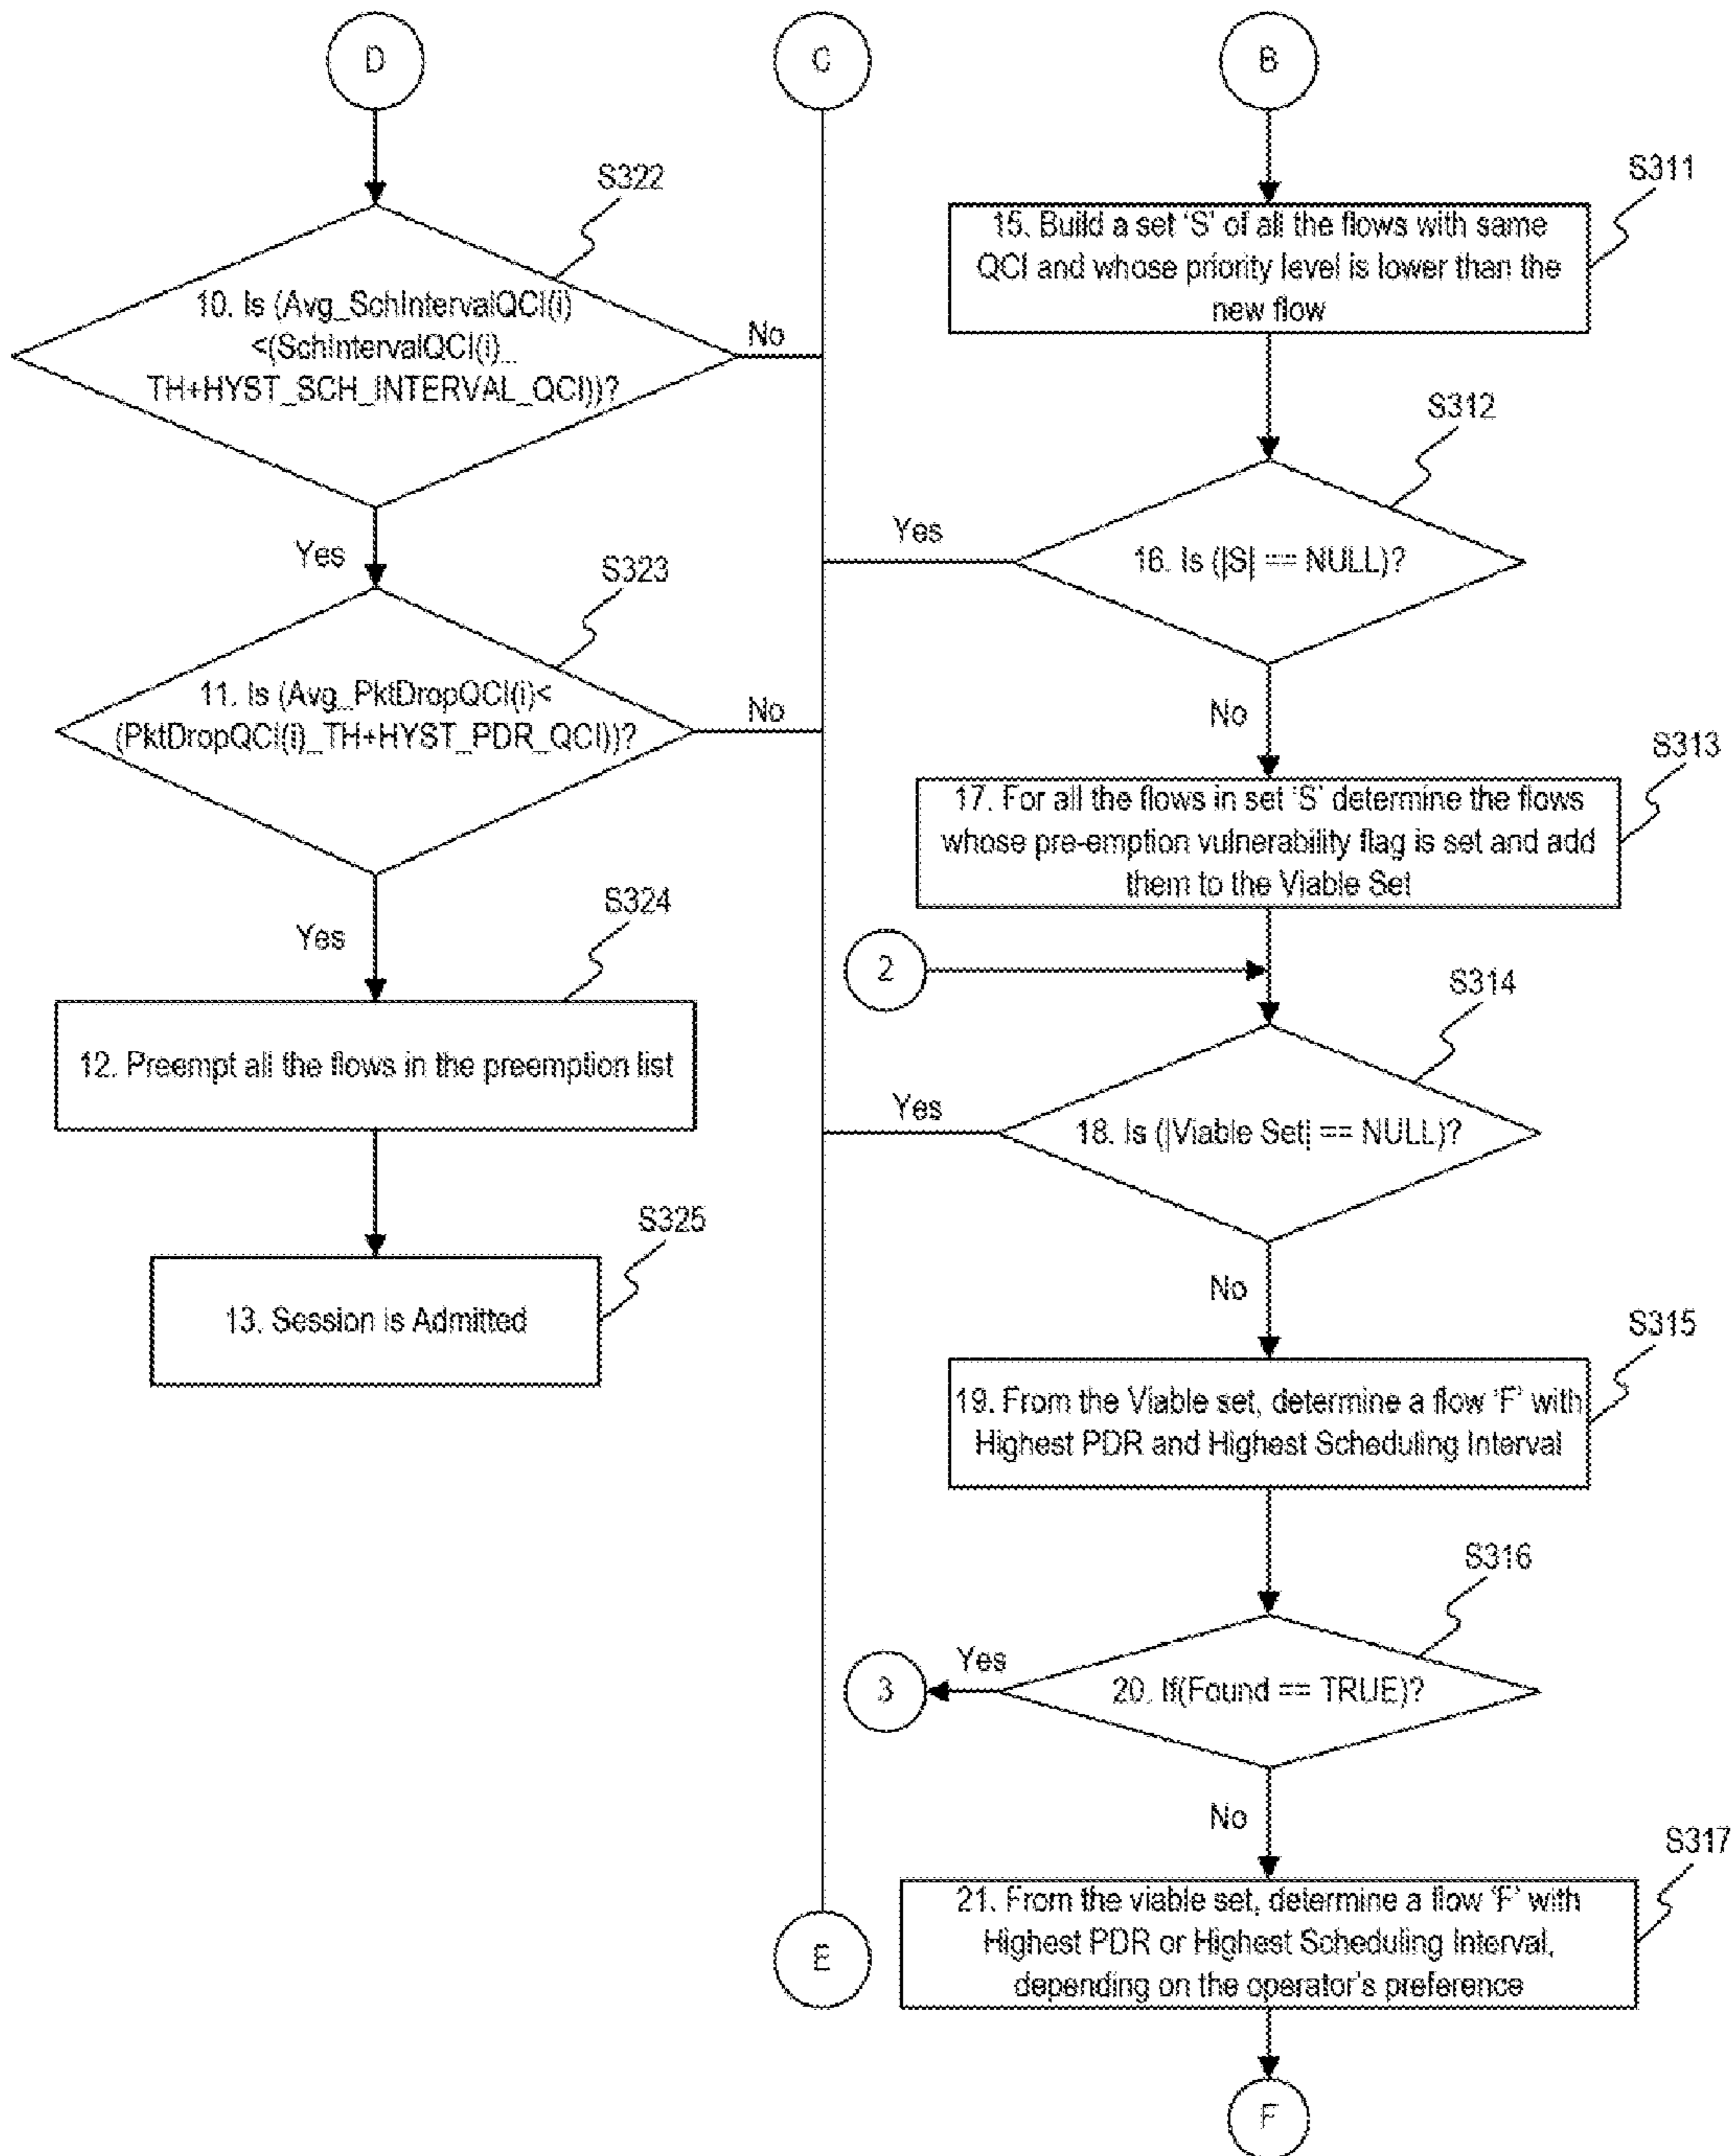 D
C
B
S322
10. Is (Avg_SchIntervalQCI(i)
<(SchIntervalQCI(i)_
TH+HYST_SCH_INTERVAL_QCI))?
No
Yes
S323
11. Is (Avg_PktDropQCI(i)<
(PktDropQCI(i)_TH+HYST_PDR_QCI))?
No
Yes
S324
12. Preempt all the flows in the preemption list
S325
13. Session is Admitted
S311
15. Build a set ‘S’ of all the flows with same
QCI and whose priority level is lower than the
new flow
S312
Yes
16. Is (|S| == NULL)?
No
S313
17. For all the flows in set ‘S’ determine the flows
whose pre-emption vulnerability flag is set and add
them to the Viable Set
2
S314
Yes
18. Is (|Viable Set| == NULL)?
No
S315
19. From the Viable set, determine a flow ‘F’ with
Highest PDR and Highest Scheduling Interval
S316
3
Yes
20. If(Found == TRUE)?
No
S317
21. From the viable set, determine a flow ‘F’ with
Highest PDR or Highest Scheduling Interval,
depending on the operator’s preference
E
F